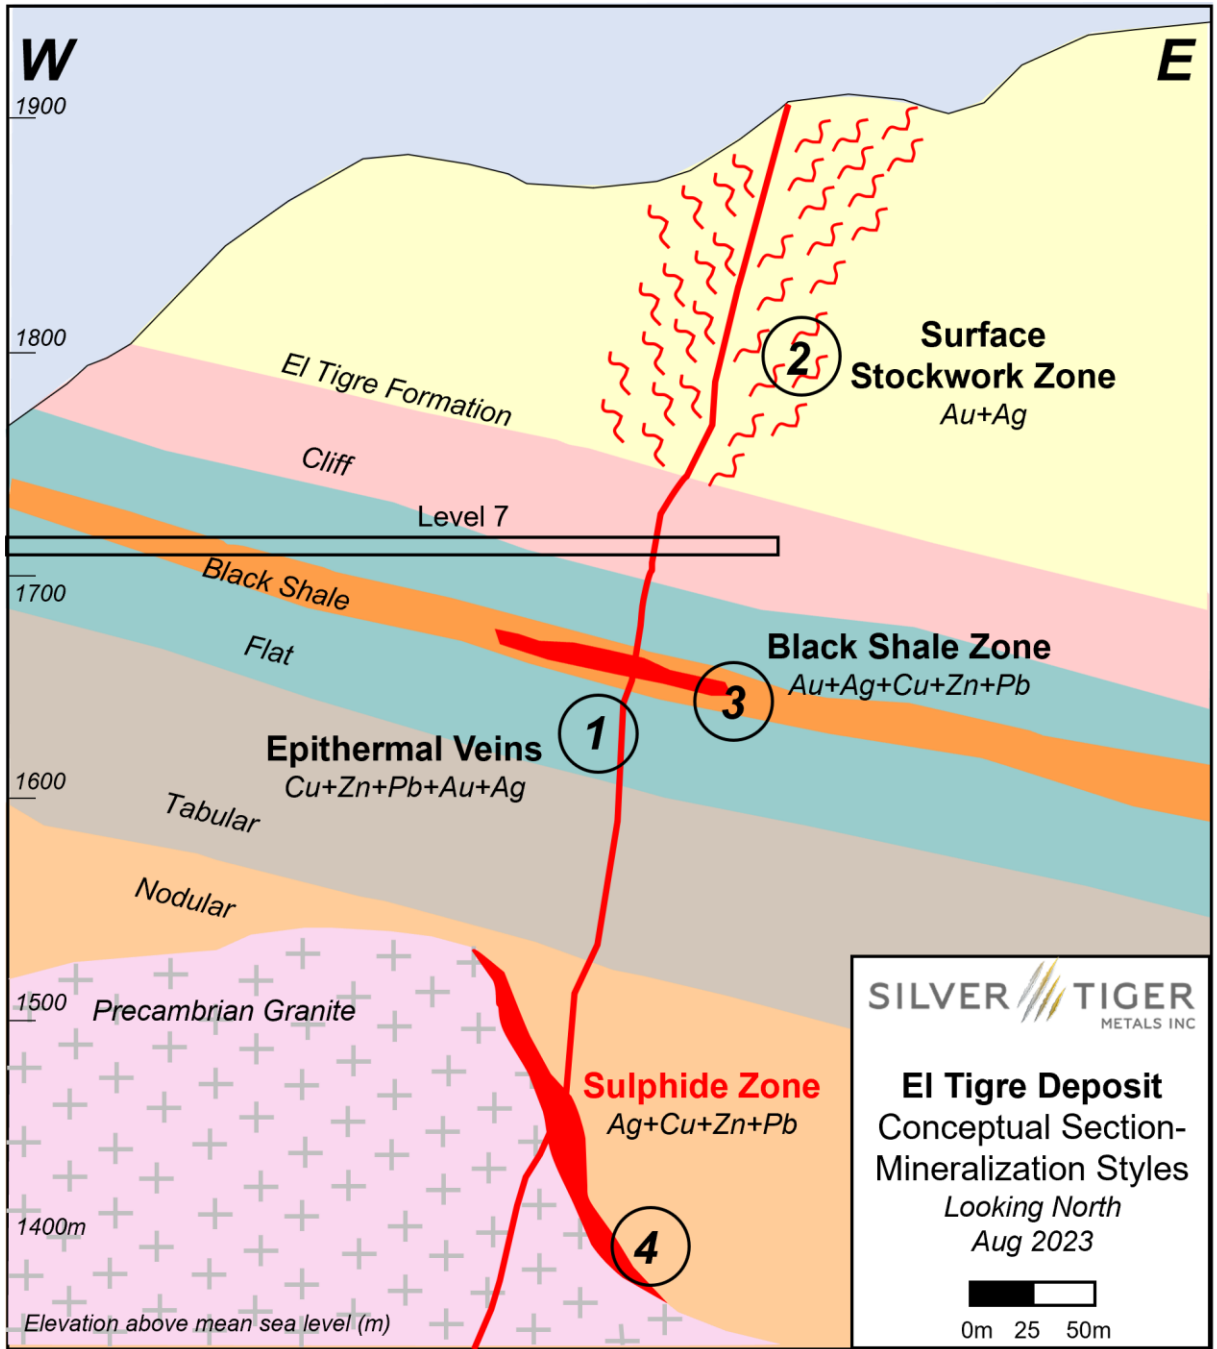 W
E
1900
1800
El Tigre Formation
2
Surface
Stockwork Zone
Au+Ag
Cliff
Level 7
1700
Black Shale
Flat
Black Shale Zone
Au+Ag+Cu+Zn+Pb
3
1
Epithermal Veins
Cu+Zn+Pb+Au+Ag
1600
Tabular
Nodular
1500
Precambrian Granite
Sulphide Zone
Ag+Cu+Zn+Pb
1400m
4
Elevation above mean sea level (m)
SILVER TIGER
METALS INC
El Tigre Deposit
Conceptual Section-
Mineralization Styles
Looking North
Aug 2023
0m 25 50m